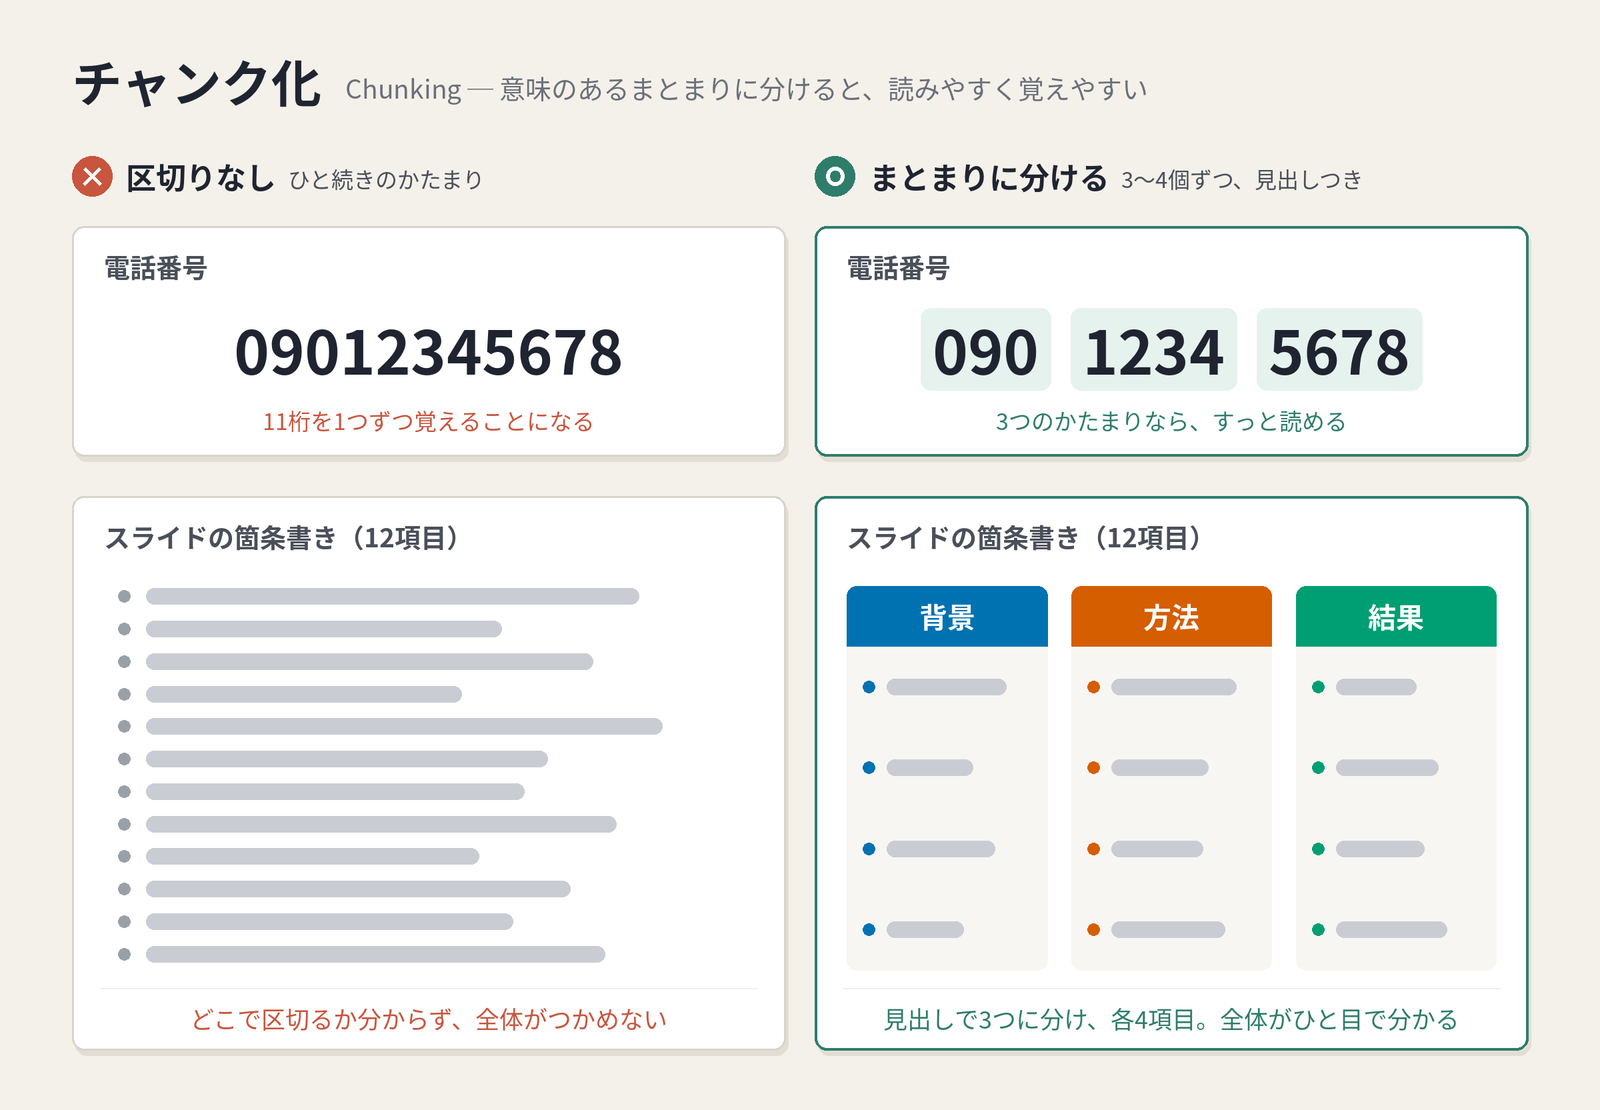 チャンク化 Chunking — 意味のあるまとまりに分けると、読みやすく覚えやすい
区切りなし ひと続きのかたまり
電話番号
09012345678
11桁を1つずつ覚えることになる
スライドの箇条書き（12項目）
どこで区切るか分からず、全体がつかめない
まとまりに分ける 3〜4個ずつ、見出しつき
電話番号
090 1234 5678
3つのかたまりなら、すっと読める
スライドの箇条書き（12項目）
背景 方法 結果
見出しで3つに分け、各4項目。全体がひと目で分かる